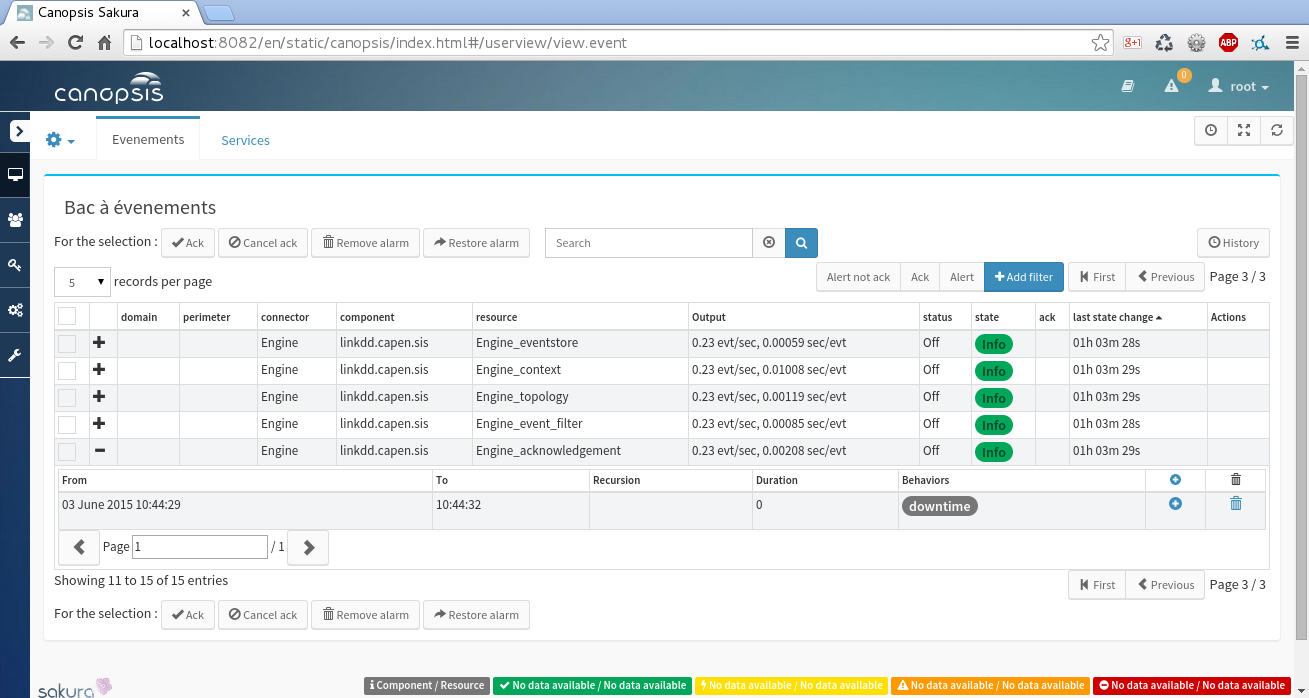 Canopsis Sakura
localhost:8082/en/static/canopsis/index.html#/userview/view.event
g+1
ABP
canopsis
0
root
Evenements Services
Bac à évenements
For the selection : Ack Cancel ack Remove alarm Restore alarm Search History
5 records per page Alert not ack Ack Alert Add filter First Previous Page 3 / 3
domain perimeter connector component resource Output status state ack last state change Actions
Engine linkdd.capen.sis Engine_eventstore 0.23 evt/sec, 0.00059 sec/evt Off Info 01h 03m 28s
Engine linkdd.capen.sis Engine_context 0.23 evt/sec, 0.01008 sec/evt Off Info 01h 03m 29s
Engine linkdd.capen.sis Engine_topology 0.23 evt/sec, 0.00119 sec/evt Off Info 01h 03m 29s
Engine linkdd.capen.sis Engine_event_filter 0.23 evt/sec, 0.00085 sec/evt Off Info 01h 03m 28s
Engine linkdd.capen.sis Engine_acknowledgement 0.23 evt/sec, 0.00208 sec/evt Off Info 01h 03m 29s
From To Recursion Duration Behaviors
03 June 2015 10:44:29 10:44:32 0 downtime
Page 1 / 1
Showing 11 to 15 of 15 entries First Previous Page 3 / 3
For the selection : Ack Cancel ack Remove alarm Restore alarm
sakura Component / Resource No data available / No data available No data available / No data available No data available / No data available No data available / No data available